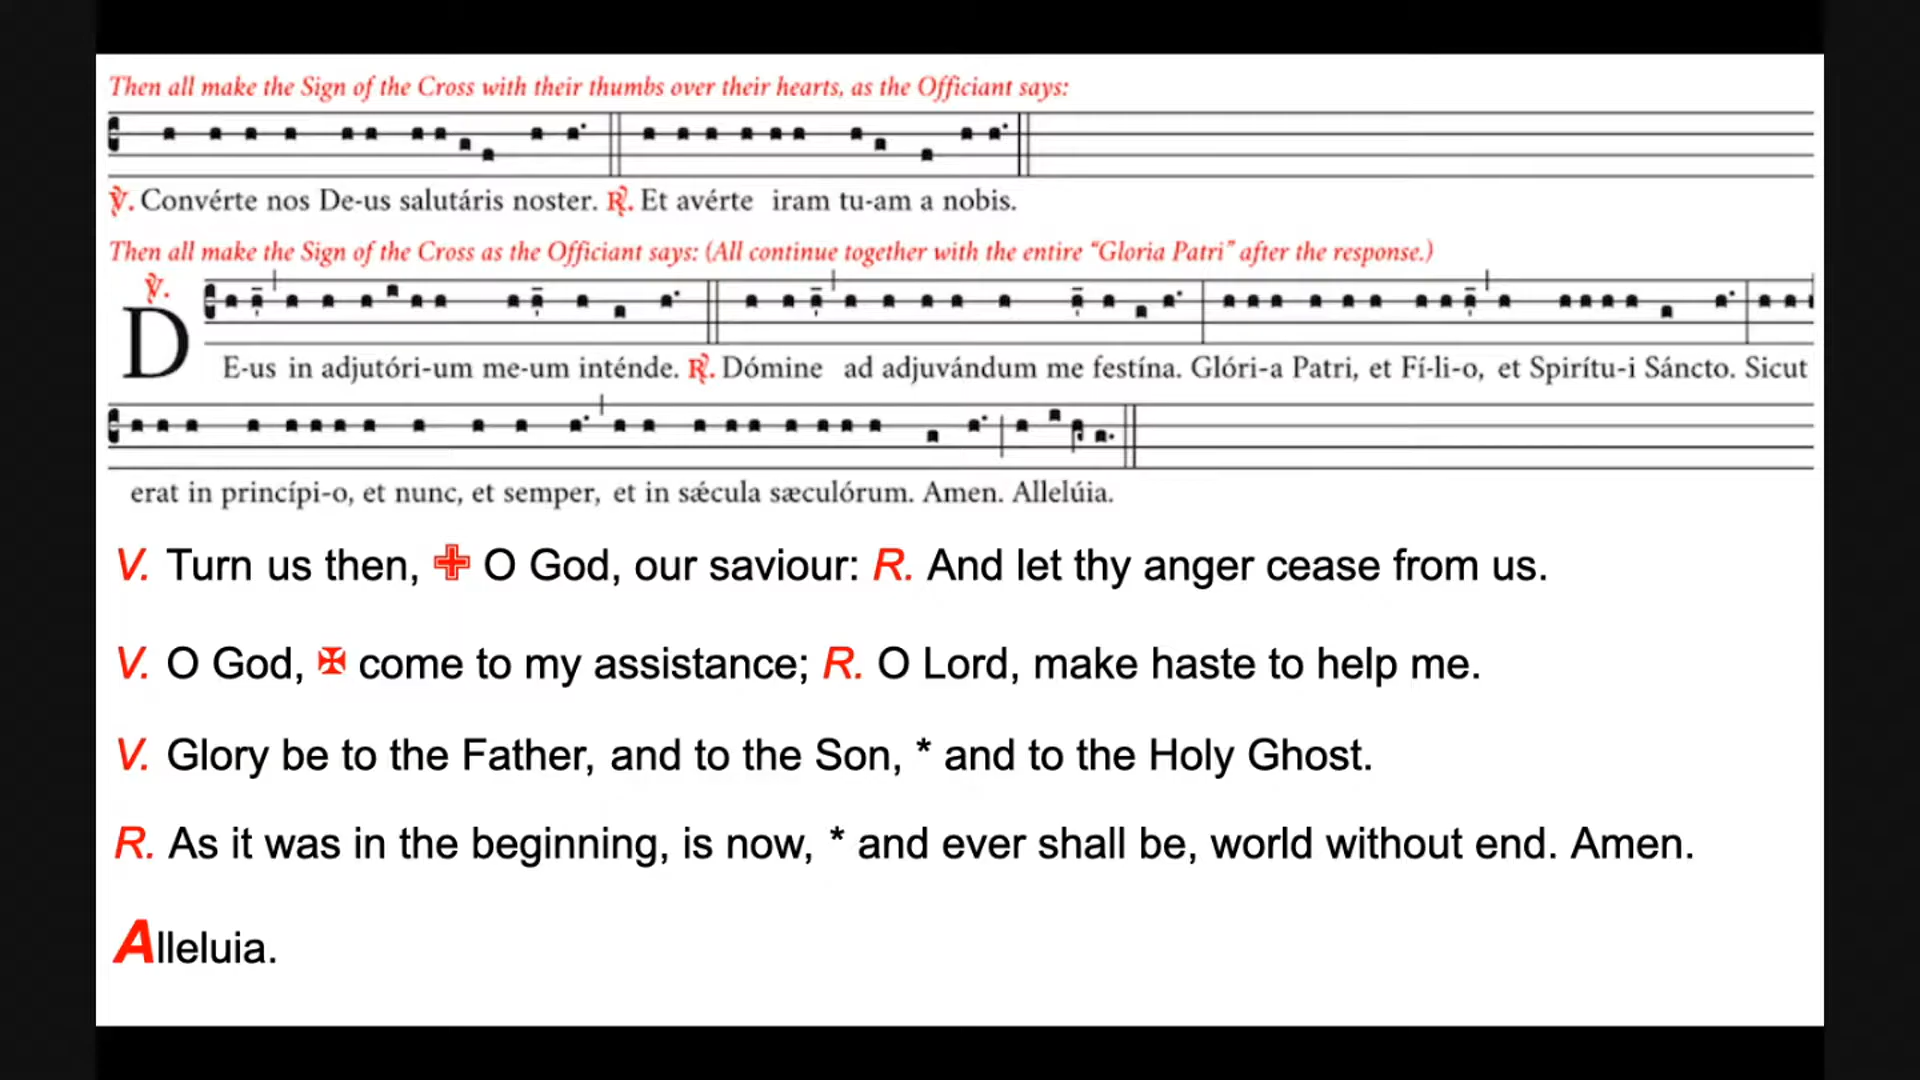 Then all make the Sign of the Cross with their thumbs over their hearts, as the Officiant says:
℣. Convérte nos De-us salutáris noster. ℟. Et avérte iram tu-am a nobis.
Then all make the Sign of the Cross as the Officiant says: (All continue together with the entire “Gloria Patri” after the response.)
℣.
DE-us in adjutóri-um me-um inténde. ℟. Dómine ad adjuvándum me festína. Glóri-a Patri, et Fí-li-o, et Spirítu-i Sáncto. Sicut
erat in princípi-o, et nunc, et semper, et in sǽcula sæculórum. Amen. Allelúia.
V. Turn us then, ✙ O God, our saviour: R. And let thy anger cease from us.
V. O God, ✠ come to my assistance; R. O Lord, make haste to help me.
V. Glory be to the Father, and to the Son, * and to the Holy Ghost.
R. As it was in the beginning, is now, * and ever shall be, world without end. Amen.
Alleluia.